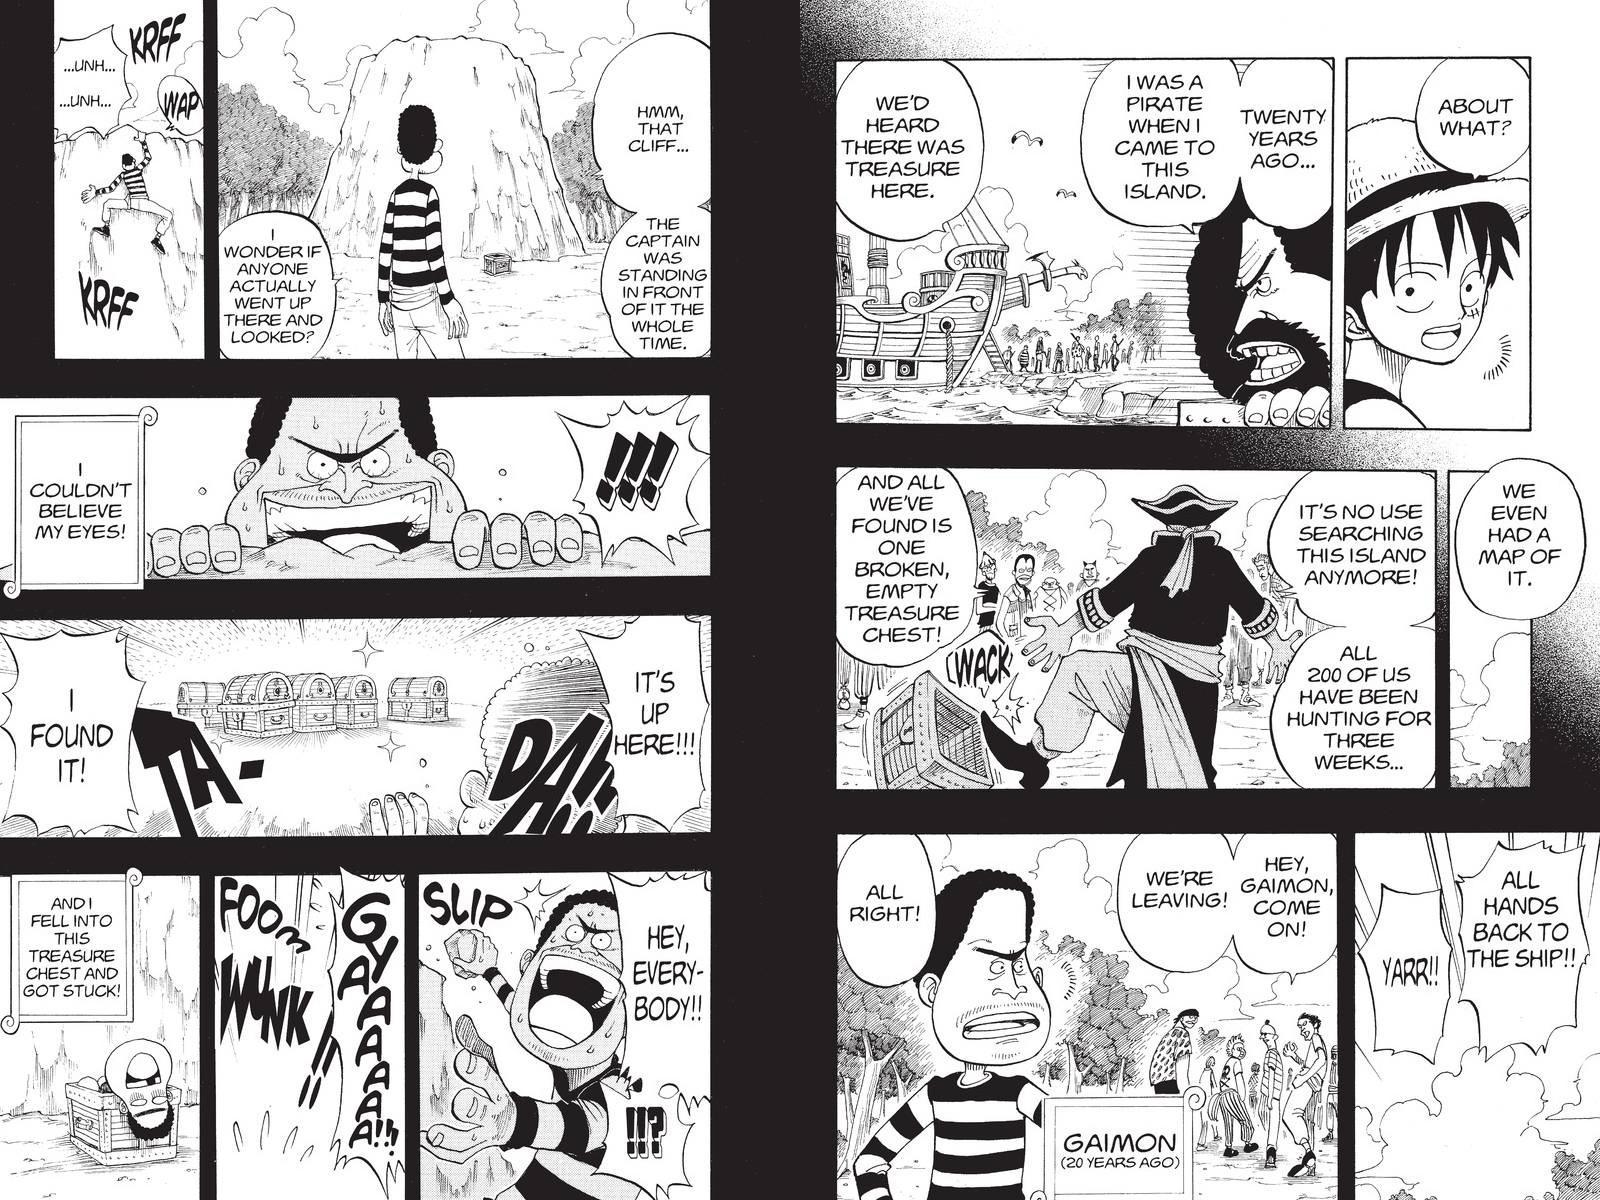 ABOUT
WHAT?
TWENTY
YEARS
AGO...
I WAS A
PIRATE
WHEN I
CAME TO
THIS
ISLAND.
WE'D
HEARD
THERE WAS
TREASURE
HERE.
WE
EVEN
HAD A
MAP OF
IT.
IT'S NO USE
SEARCHING
THIS ISLAND
ANYMORE!
ALL
200 OF US
HAVE BEEN
HUNTING FOR
THREE
WEEKS...
AND ALL
WE'VE
FOUND IS
ONE
BROKEN,
EMPTY
TREASURE
CHEST!
WACK
ALL
HANDS
BACK TO
THE SHIP!!
YARR!!
HEY,
GAIMON,
COME
ON!
WE'RE
LEAVING!
ALL
RIGHT!
GAIMON
(20 YEARS AGO)
HMM,
THAT
CLIFF...
THE
CAPTAIN
WAS
STANDING
IN FRONT
OF IT THE
WHOLE
TIME.
I
WONDER IF
ANYONE
ACTUALLY
WENT UP
THERE AND
LOOKED?
KRFF
...UNH...
...UNH...
WAP
KRFF
!!!
I
COULDN'T
BELIEVE
MY EYES!
IT'S
UP
HERE!!!
TA-
DAH
I
FOUND
IT!
HEY,
EVERY-
BODY!!
SLIP
!!?
GYAAAAAA!!
FOOM
WUNK
!!
AND I
FELL INTO
THIS
TREASURE
CHEST AND
GOT STUCK!